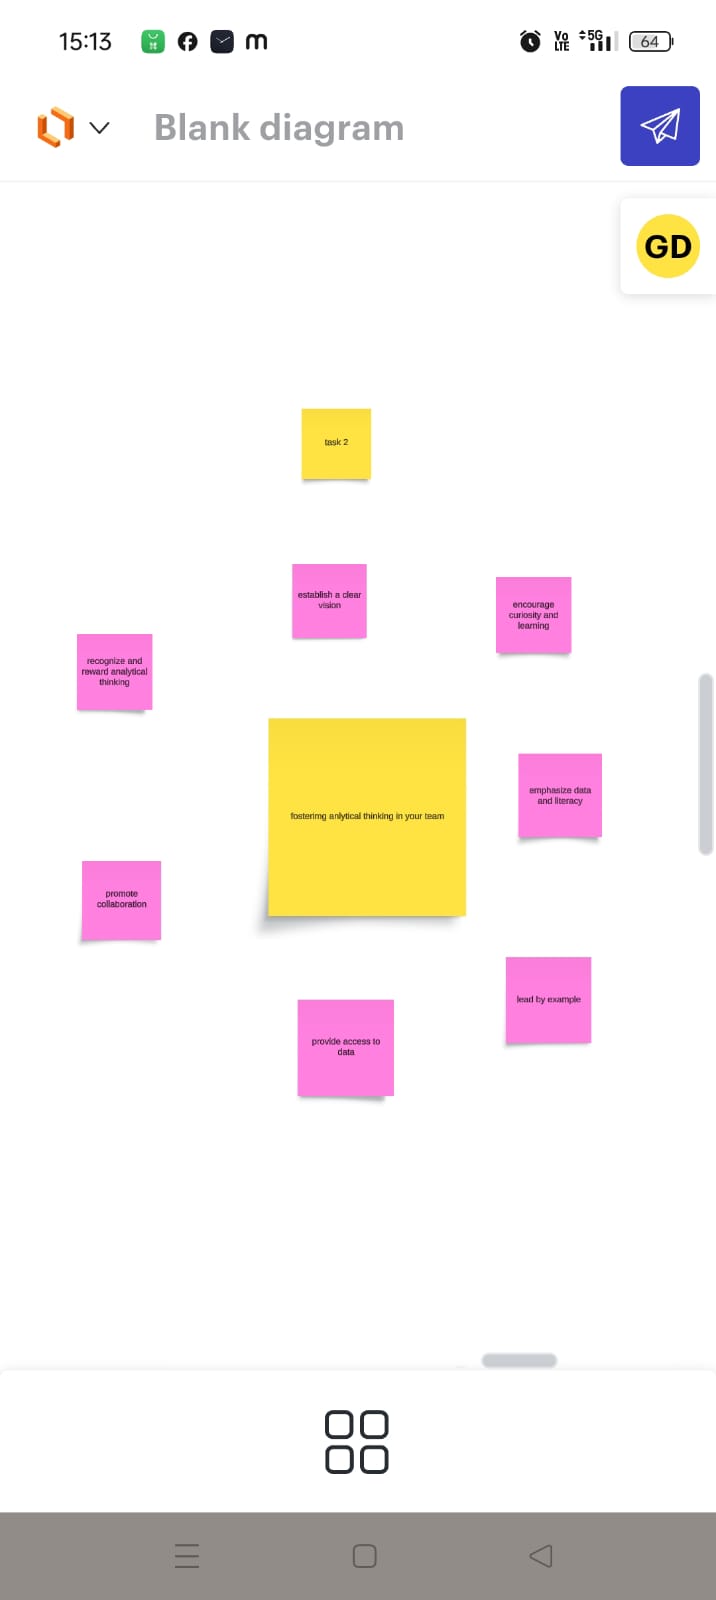 15:13
Vo
LTE
5G
64
Blank diagram
GD
task 2
establish a clear
vision
encourage
curiosity and
learning
recognize and
reward analytical
thinking
fosterimg anlytical thinking in your team
emphasize data
and literacy
promote
collaboration
lead by example
provide access to
data